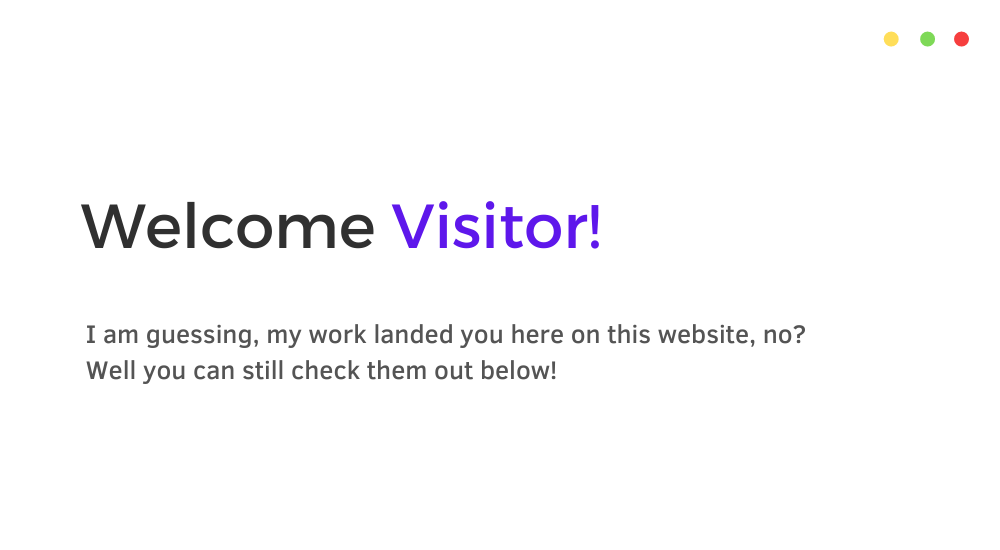 Welcome Visitor!
I am guessing, my work landed you here on this website, no?
Well you can still check them out below!